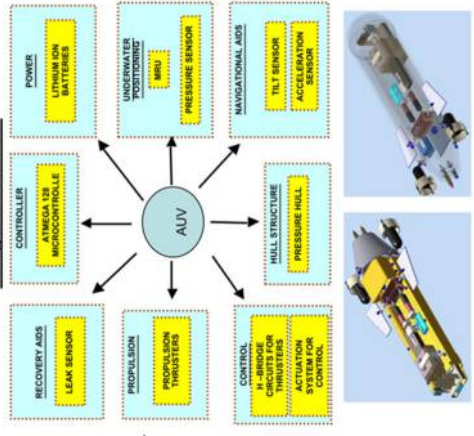 RECOVERY AIDS
LEAK SENSOR
CONTROLLER
ATMEGA 128
MICROCONTROLLE
POWER
LITHIUM ION
BATTERIES
PROPULSION
PROPULSION
THRUSTERS
AUV
UNDERWATER
POSITIONING
MRU
PRESSURE SENSOR
CONTROL
H –BRIDGE
CIRCUITS FOR
THRUSTERS
ACTUATION
SYSTEM FOR
CONTROL
HULL STRUCTURE
PRESSURE HULL
NAVIGATIONAL AIDS
TILT SENSOR
ACCELERATION
SENSOR